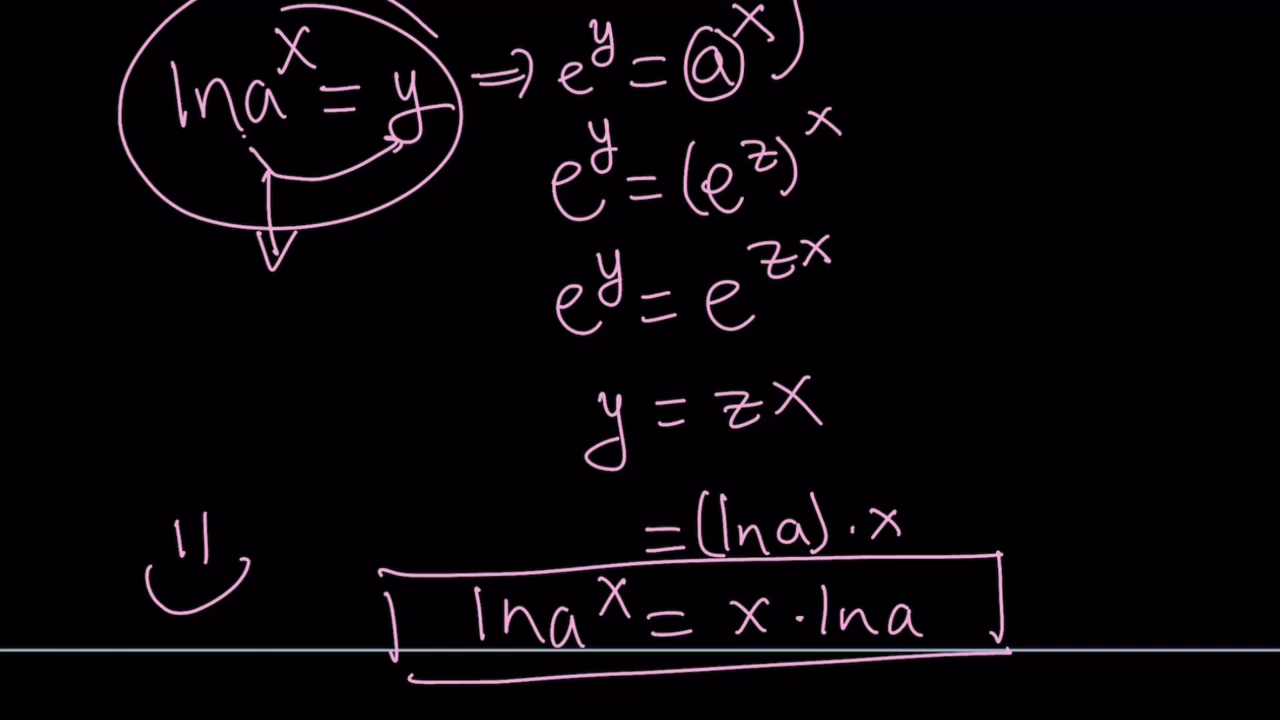 ln a^x = y ⇒ e^y = a^x)
e^y = (e^z)^x
e^y = e^{zx}
y = zx
= (ln a) · x
ln a^x = x · ln a